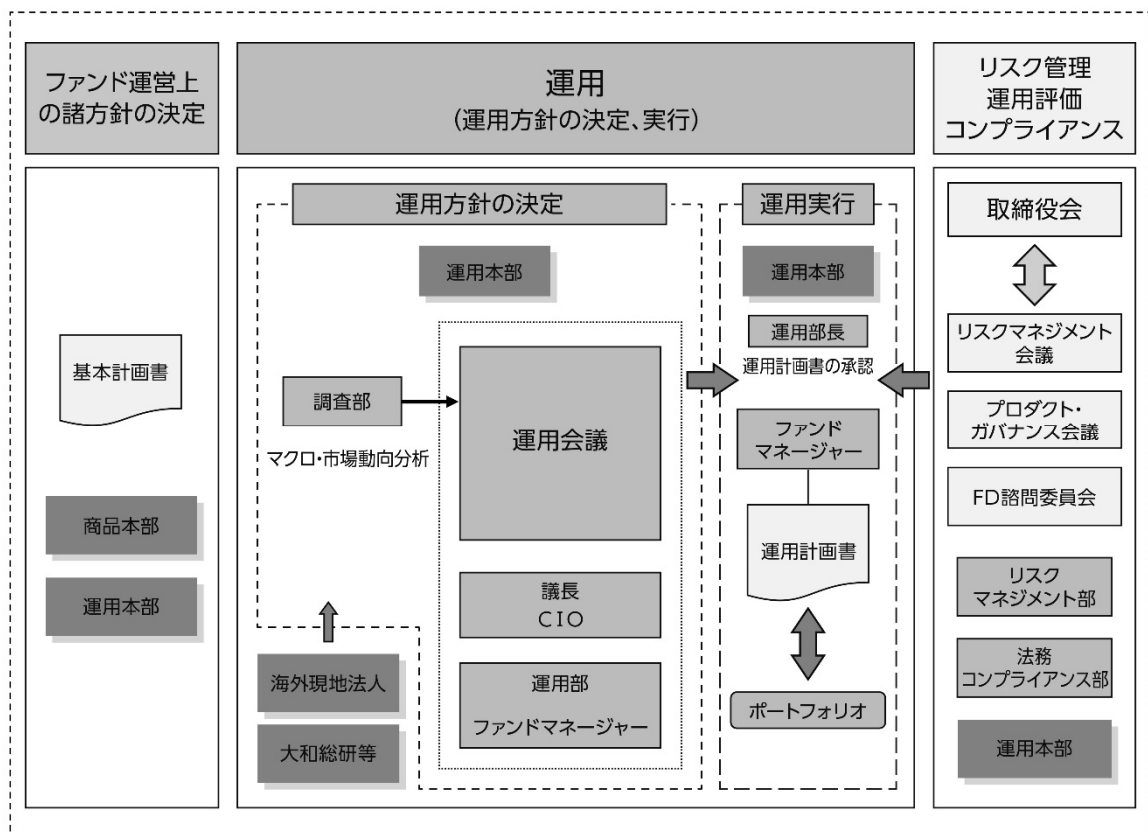 ファンド運営上
の諸方針の決定
基本計画書
商品本部
運用本部
運用
(運用方針の決定、実行)
運用方針の決定
運用本部
調査部
マクロ・市場動向分析
運用会議
議長
CIO
運用部
ファンドマネージャー
海外現地法人
大和総研等
運用実行
運用本部
運用部長
運用計画書の承認
ファンド
マネージャー
運用計画書
ポートフォリオ
リスク管理
運用評価
コンプライアンス
取締役会
リスクマネジメント
会議
プロダクト・
ガバナンス会議
FD諮問委員会
リスク
マネジメント部
法務
コンプライアンス部
運用本部